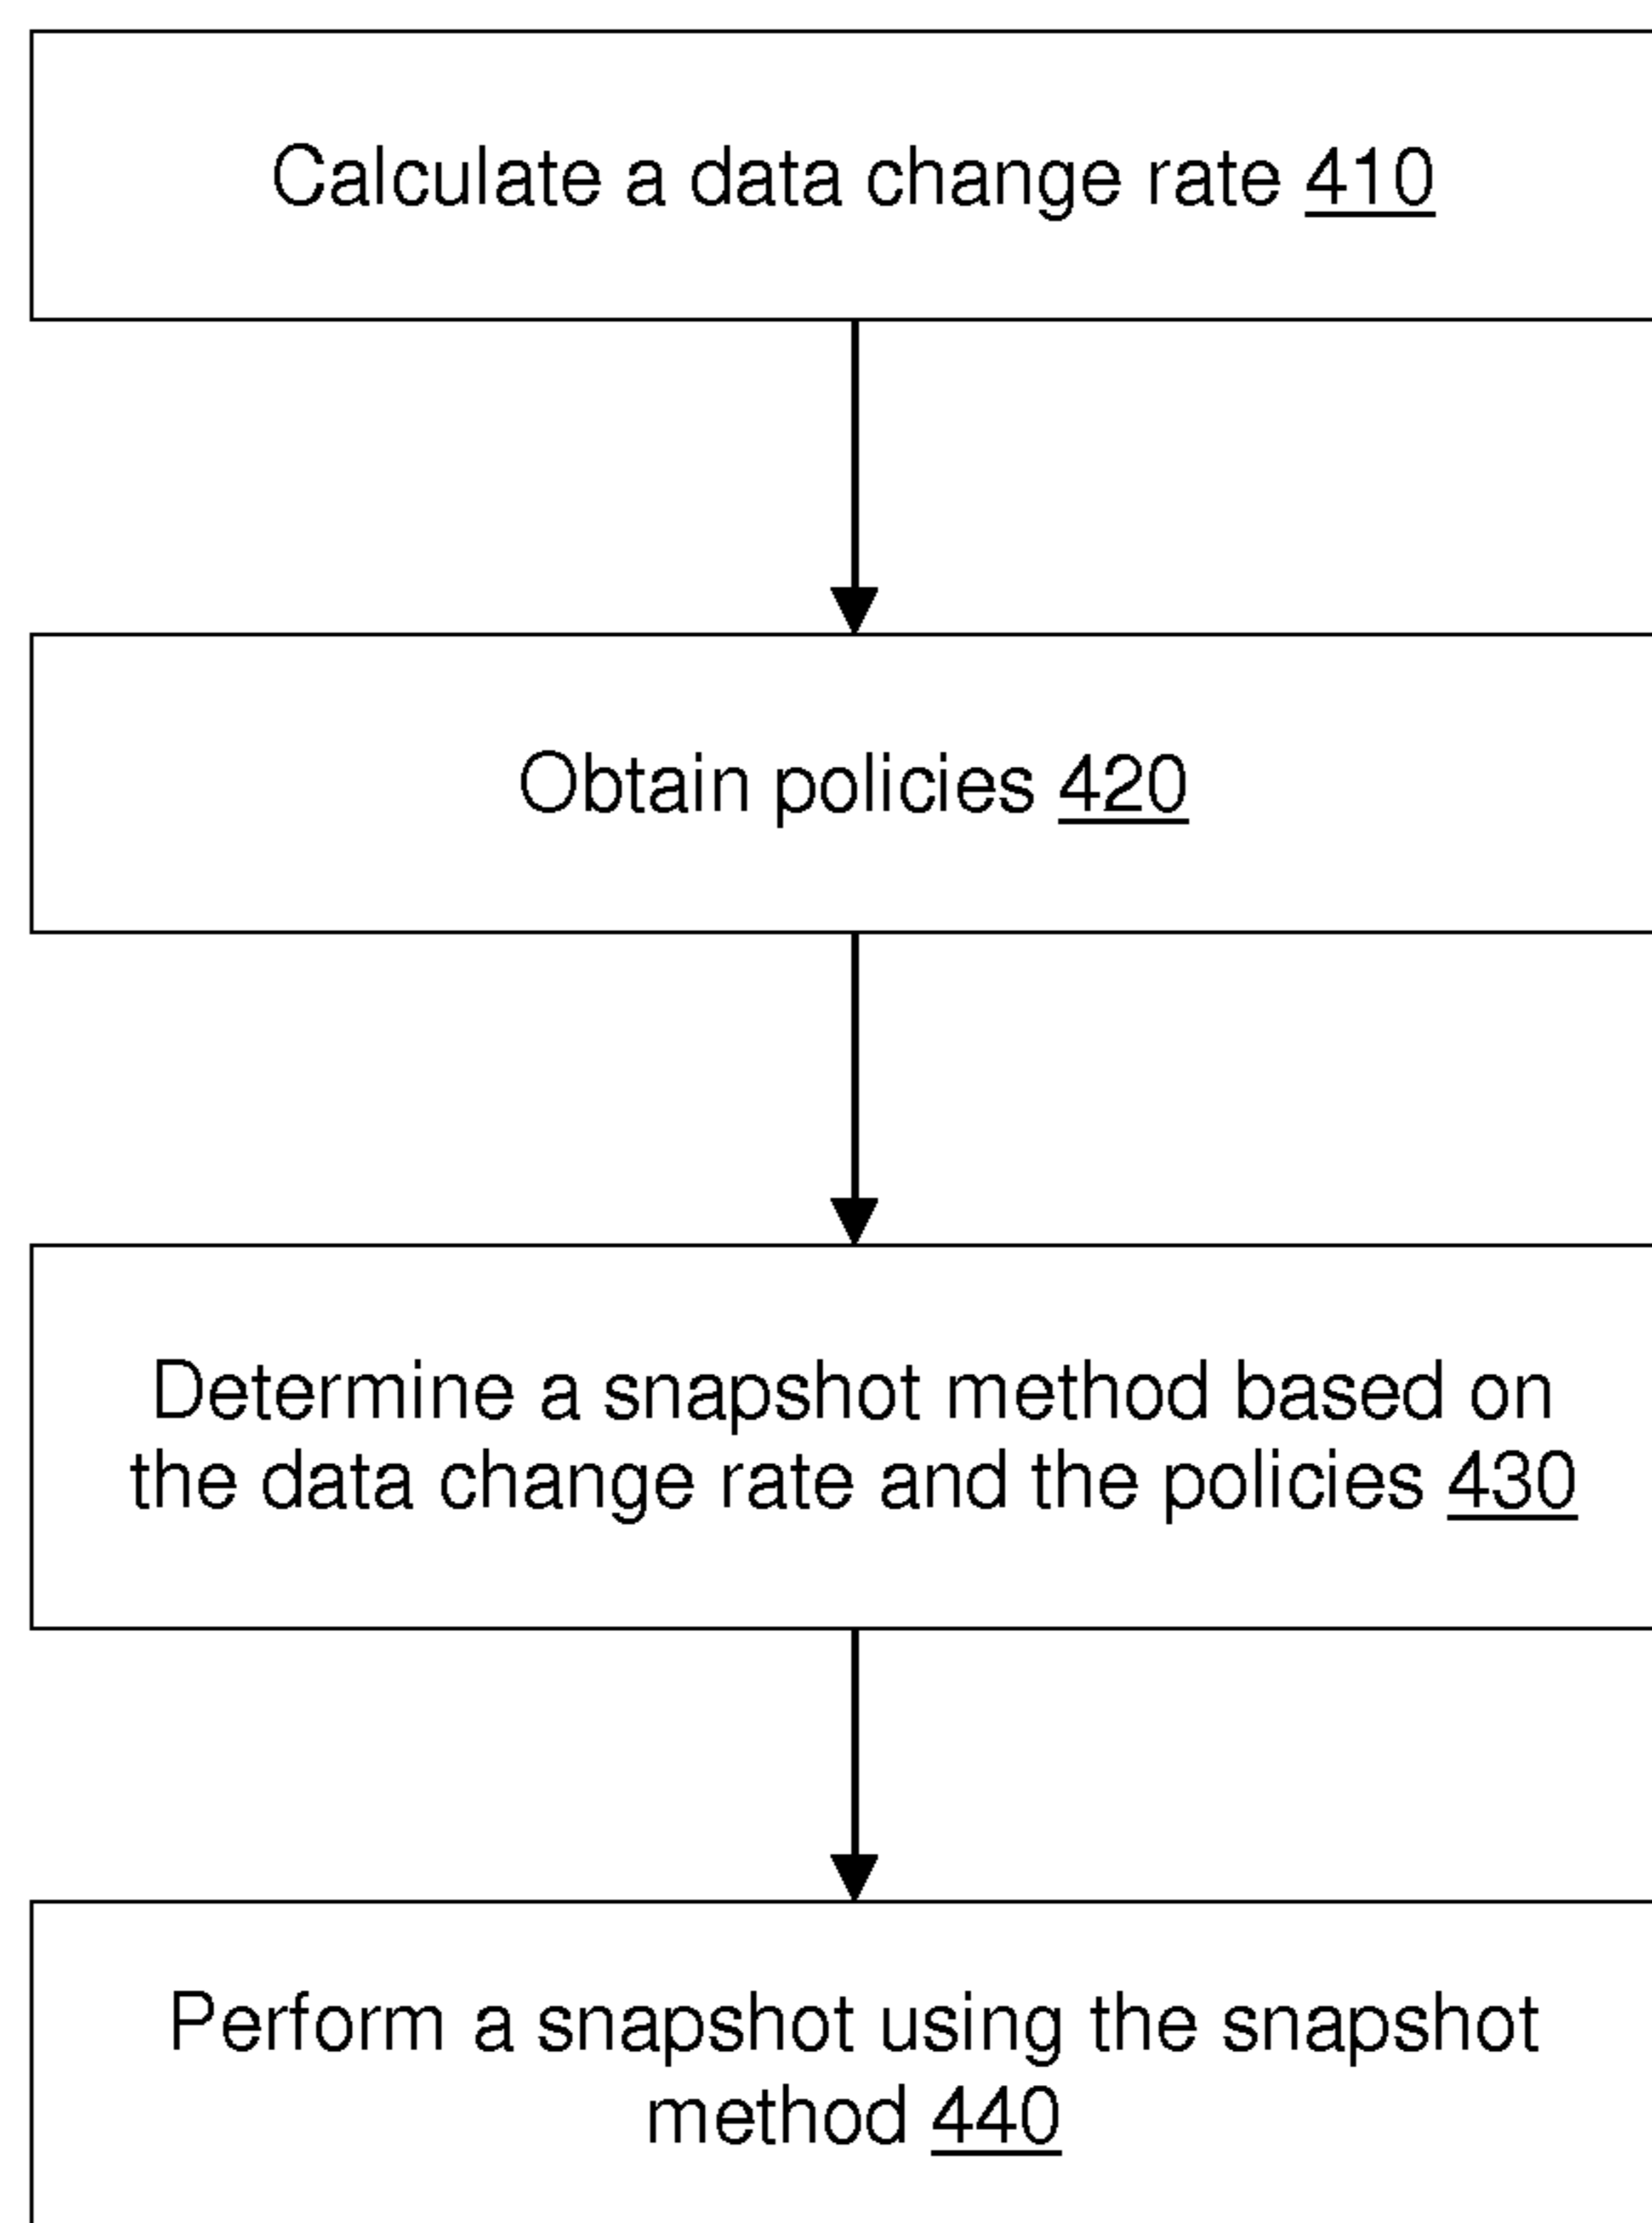 Calculate a data change rate 410
Obtain policies 420
Determine a snapshot method based on
the data change rate and the policies 430
Perform a snapshot using the snapshot
method 440